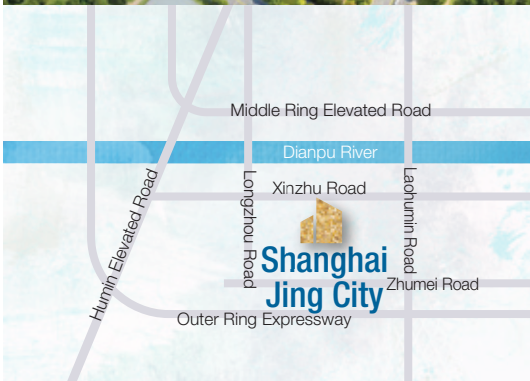 Middle Ring Elevated Road
Dianpu River
Xinzhu Road
Humin Elevated Road
Longzhou Road
Laohumin Road
Shanghai
Jing City
Zhumei Road
Outer Ring Expressway